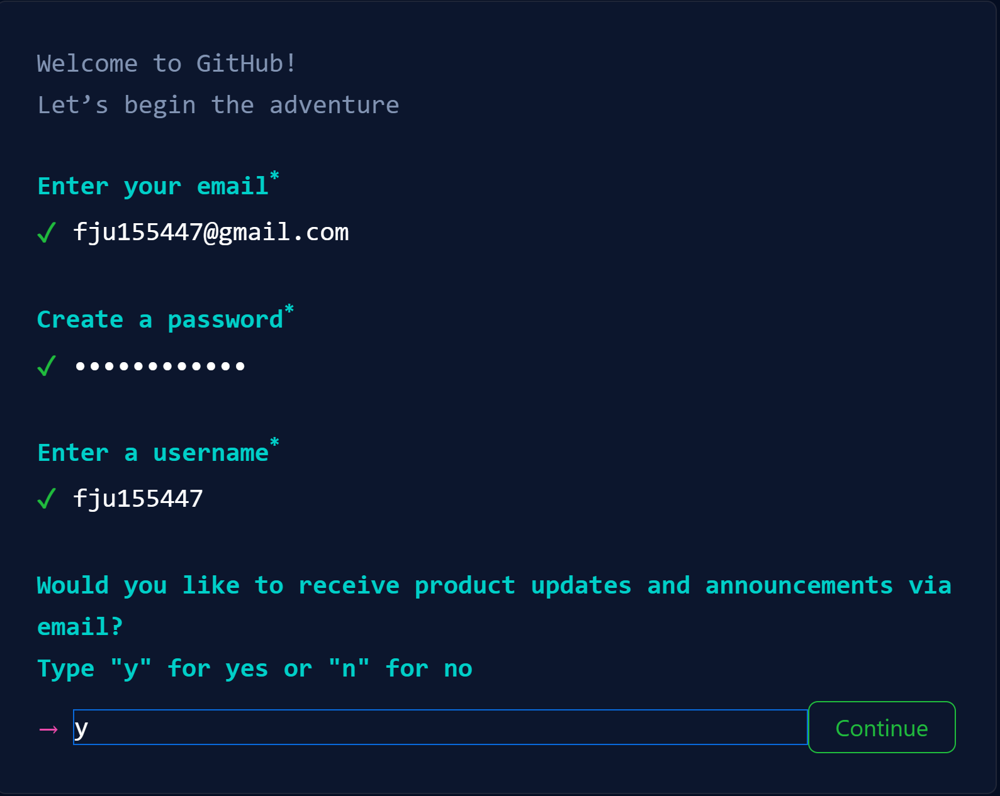 Welcome to GitHub!
Let’s begin the adventure
Enter your email*
✓ fju155447@gmail.com
Create a password*
✓ ••••••••••••
Enter a username*
✓ fju155447
Would you like to receive product updates and announcements via
email?
Type "y" for yes or "n" for no
→ y Continue